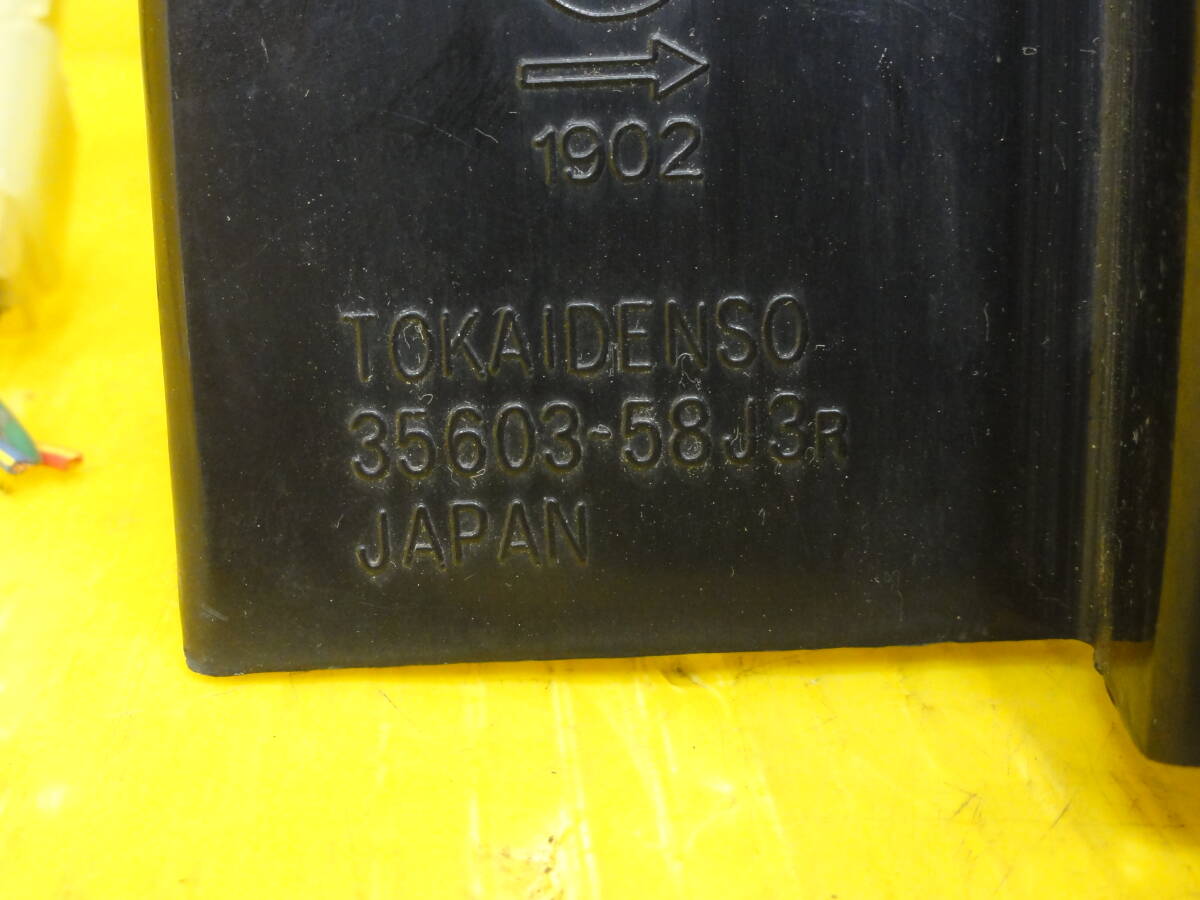 1902
TOKAIDENSO
35603-58J3R
JAPAN